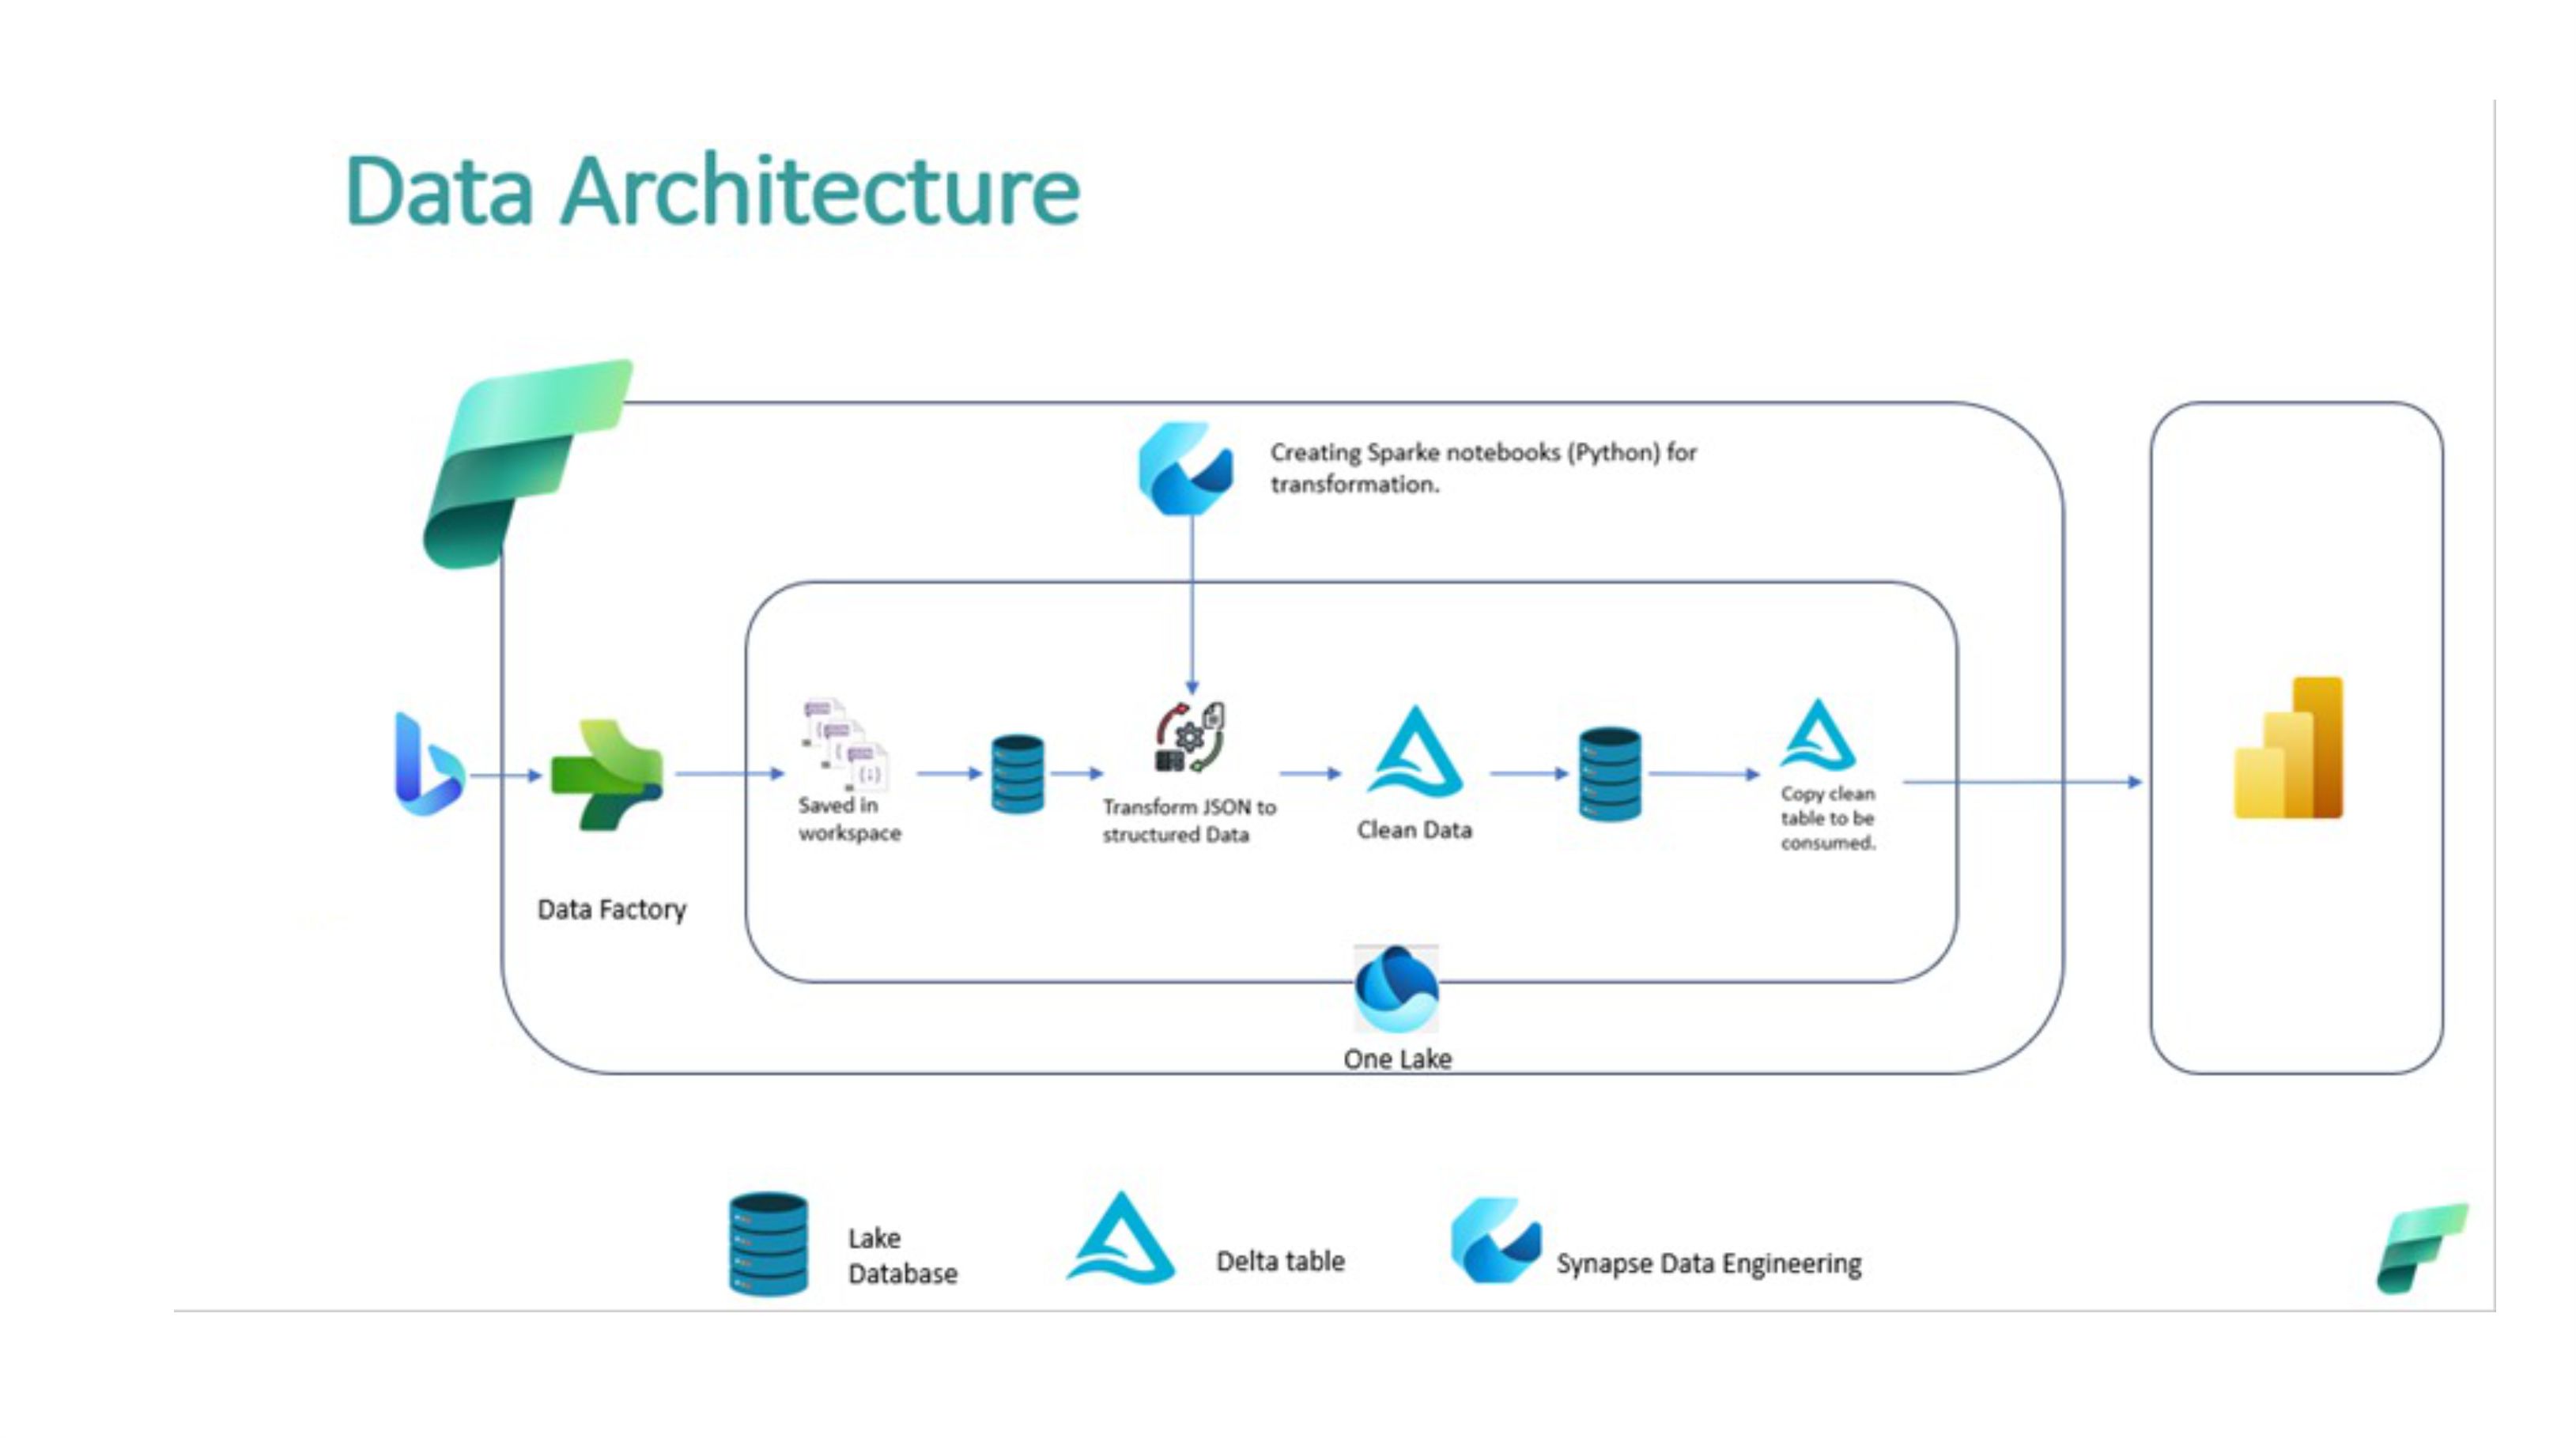 Data Architecture
Creating Sparke notebooks (Python) for
transformation.
Saved in
workspace
Transform JSON to
structured Data
Clean Data
Copy clean
table to be
consumed.
Data Factory
One Lake
Lake
Database
Delta table
Synapse Data Engineering